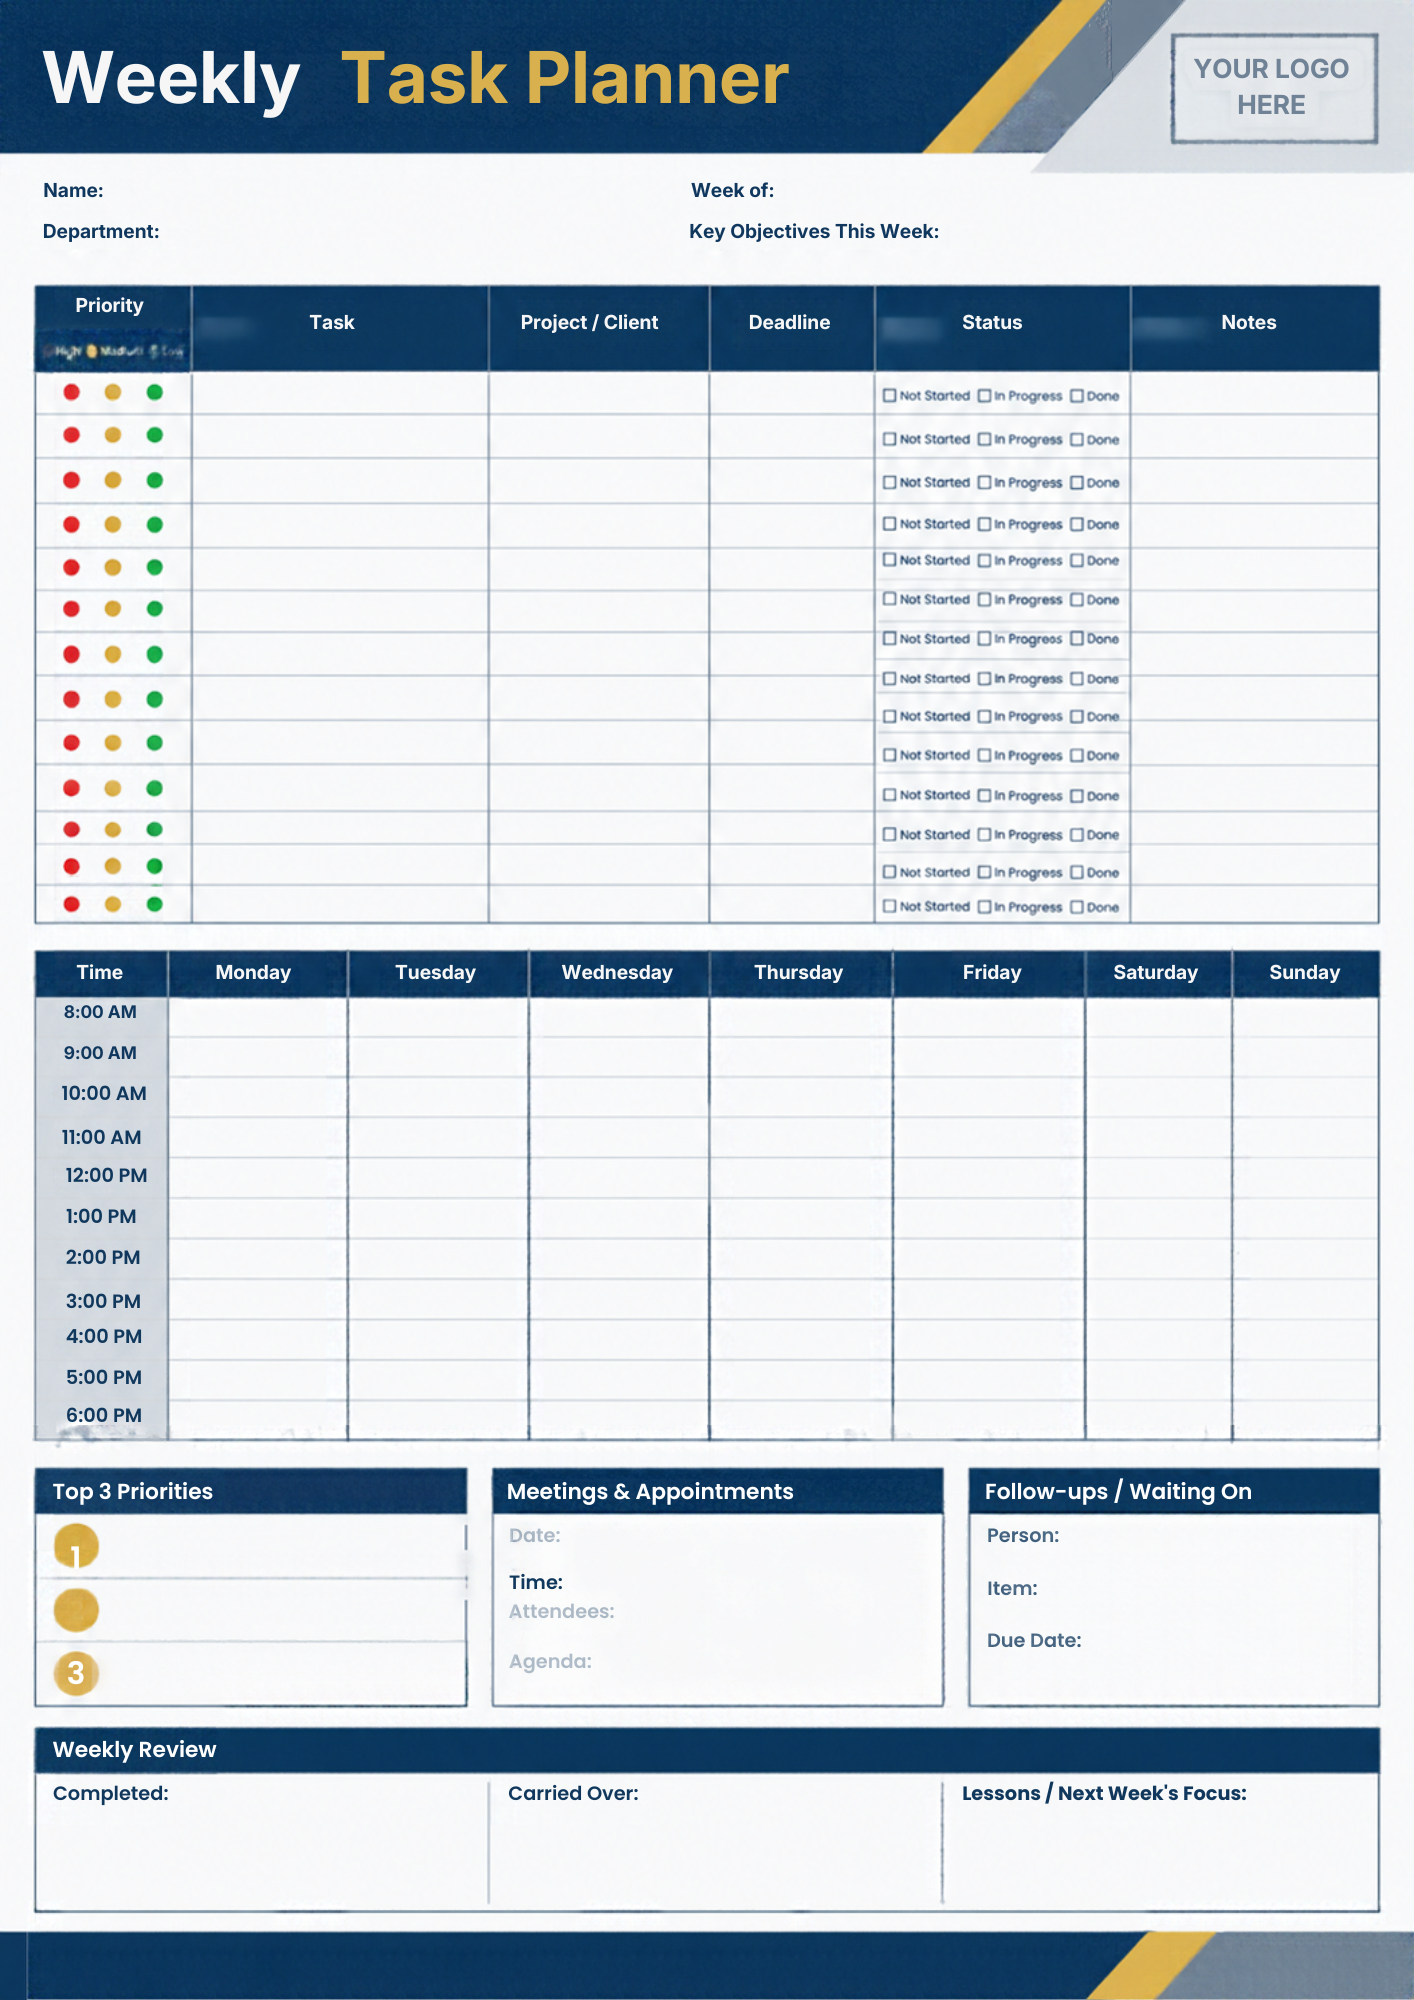 Weekly Task Planner
YOUR LOGO
HERE
Name:
Week of:
Department:
Key Objectives This Week:
Priority
Task
Project / Client
Deadline
Status
Notes
High
Not Started In Progress Done
Not Started In Progress Done
Not Started In Progress Done
Not Started In Progress Done
Not Started In Progress Done
Not Started In Progress Done
Not Started In Progress Done
Not Started In Progress Done
Not Started In Progress Done
Not Started In Progress Done
Not Started In Progress Done
Not Started In Progress Done
Not Started In Progress Done
Not Started In Progress Done
Time Monday Tuesday Wednesday Thursday Friday Saturday Sunday
8:00 AM
9:00 AM
10:00 AM
11:00 AM
12:00 PM
1:00 PM
2:00 PM
3:00 PM
4:00 PM
5:00 PM
6:00 PM
Top 3 Priorities
1
3
Meetings & Appointments
Date:
Time:
Attendees:
Agenda:
Follow-ups / Waiting On
Person:
Item:
Due Date:
Weekly Review
Completed:
Carried Over:
Lessons / Next Week's Focus: